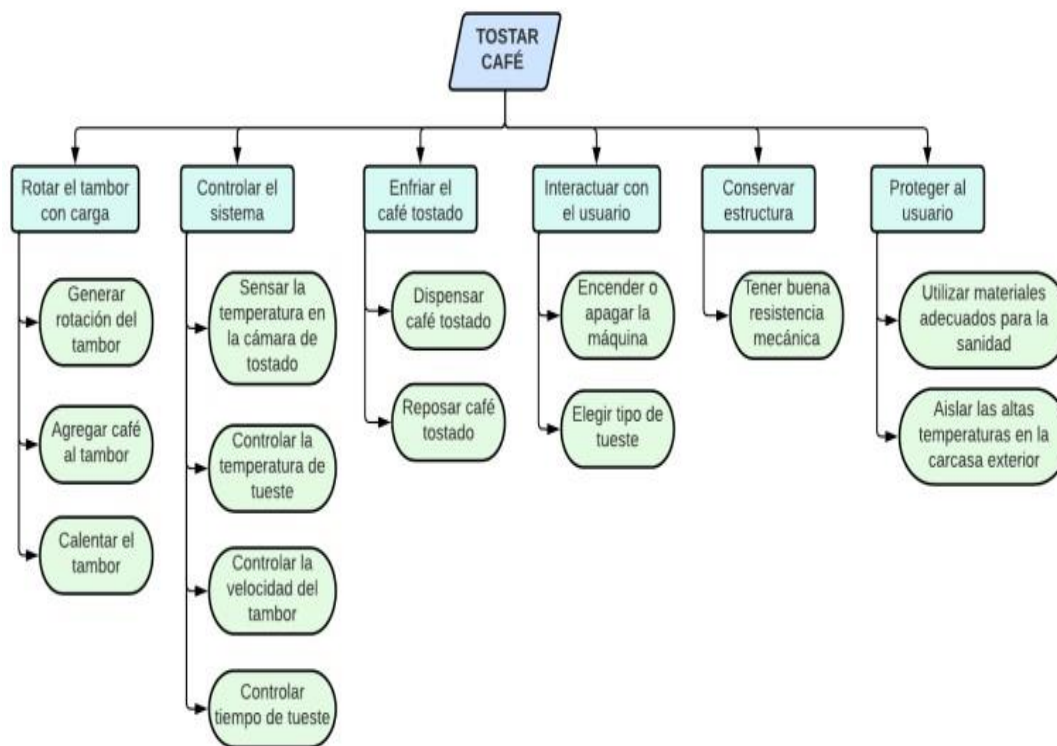 TOSTAR
CAFÉ
Rotar el tambor
con carga
Controlar el
sistema
Enfriar el
café tostado
Interactuar con
el usuario
Conservar
estructura
Proteger al
usuario
Generar
rotación del
tambor
Agregar café
al tambor
Calentar el
tambor
Sensar la
temperatura en
la cámara de
tostado
Controlar la
temperatura de
tueste
Controlar la
velocidad del
tambor
Controlar
tiempo de tueste
Dispensar
café tostado
Reposar café
tostado
Encender o
apagar la
máquina
Elegir tipo de
tueste
Tener buena
resistencia
mecánica
Utilizar materiales
adecuados para la
sanidad
Aislar las altas
temperaturas en la
carcasa exterior